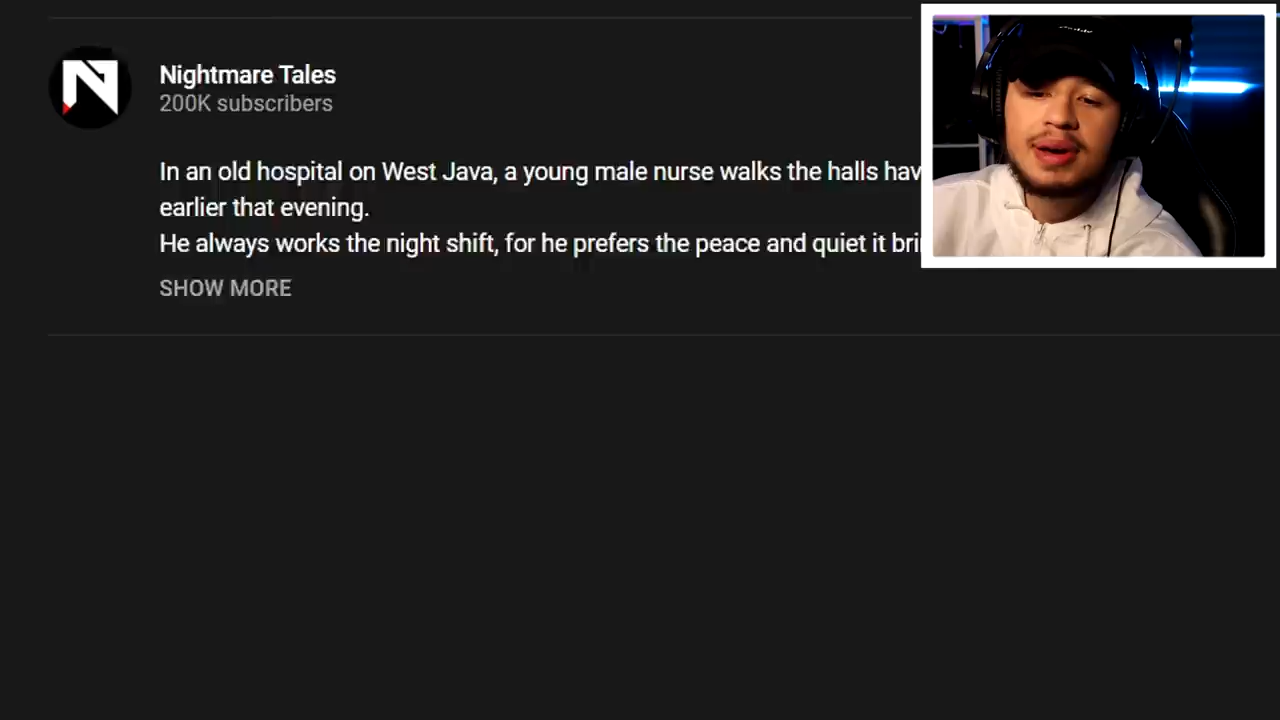 Nightmare Tales
200K subscribers
In an old hospital on West Java, a young male nurse walks the halls
earlier that evening.
He always works the night shift, for he prefers the peace and quiet it
SHOW MORE